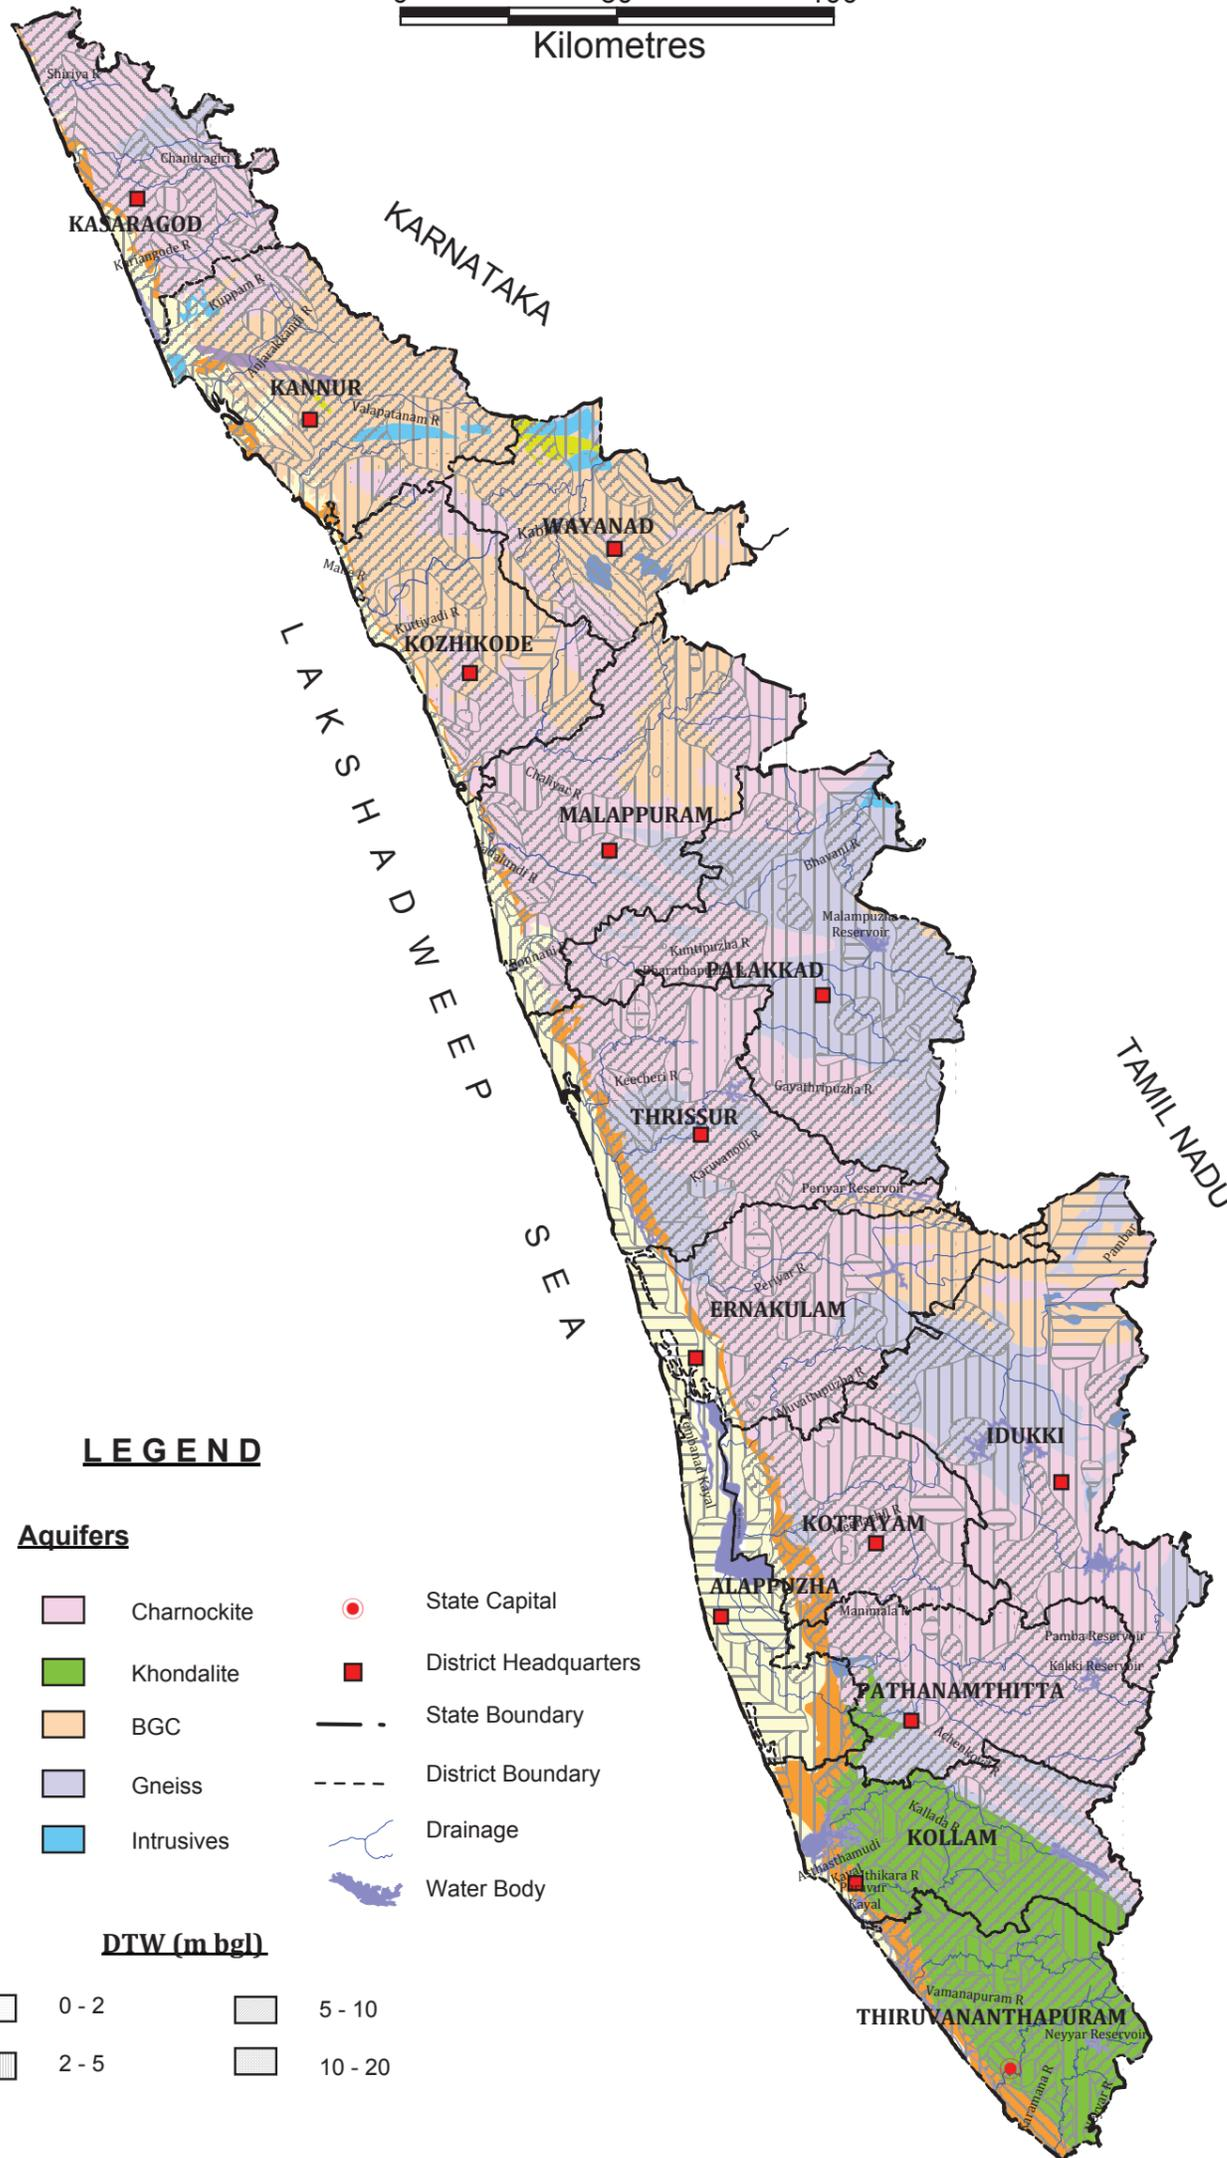 Kilometres
Shiriya R
Chandragiri
KASARAGOD
Kariangode R
KARNATAKA
Kuppam R
Anjarakkandi R
KANNUR
Valapatanam R
WAYANAD
Mahe R
Kuttiyadi R
KOZHIKODE
LAKSHADWEEP SEA
Chaliyar R
MALAPPURAM
Kadalundi R
Bhavani R
Malampuzha
Reservoir
Kuntipuzha R
PALAKKAD
Keecheri R
Gayathripuzha R
THRISSUR
Karuvanoor R
TAMIL NADU
Periyar Reservoir
Pambar
Periyar R
ERNAKULAM
Muvattupuzha R
IDUKKI
KOTTAYAM
ALAPPUZHA
Manimala R
Pamba Reservoir
Kakki Reservoir
PATHANAMTHITTA
Achenkovil R
Kallada R
KOLLAM
Asthasthamudi
Kayal
Ithikara R
Paravur
Kayal
Vamanapuram R
THIRUVANANTHAPURAM
Neyyar Reservoir
Karamana R
LEGEND
Aquifers
Charnockite
State Capital
Khondalite
District Headquarters
BGC
State Boundary
Gneiss
District Boundary
Intrusives
Drainage
Water Body
DTW (m bgl)
0 - 2
5 - 10
2 - 5
10 - 20